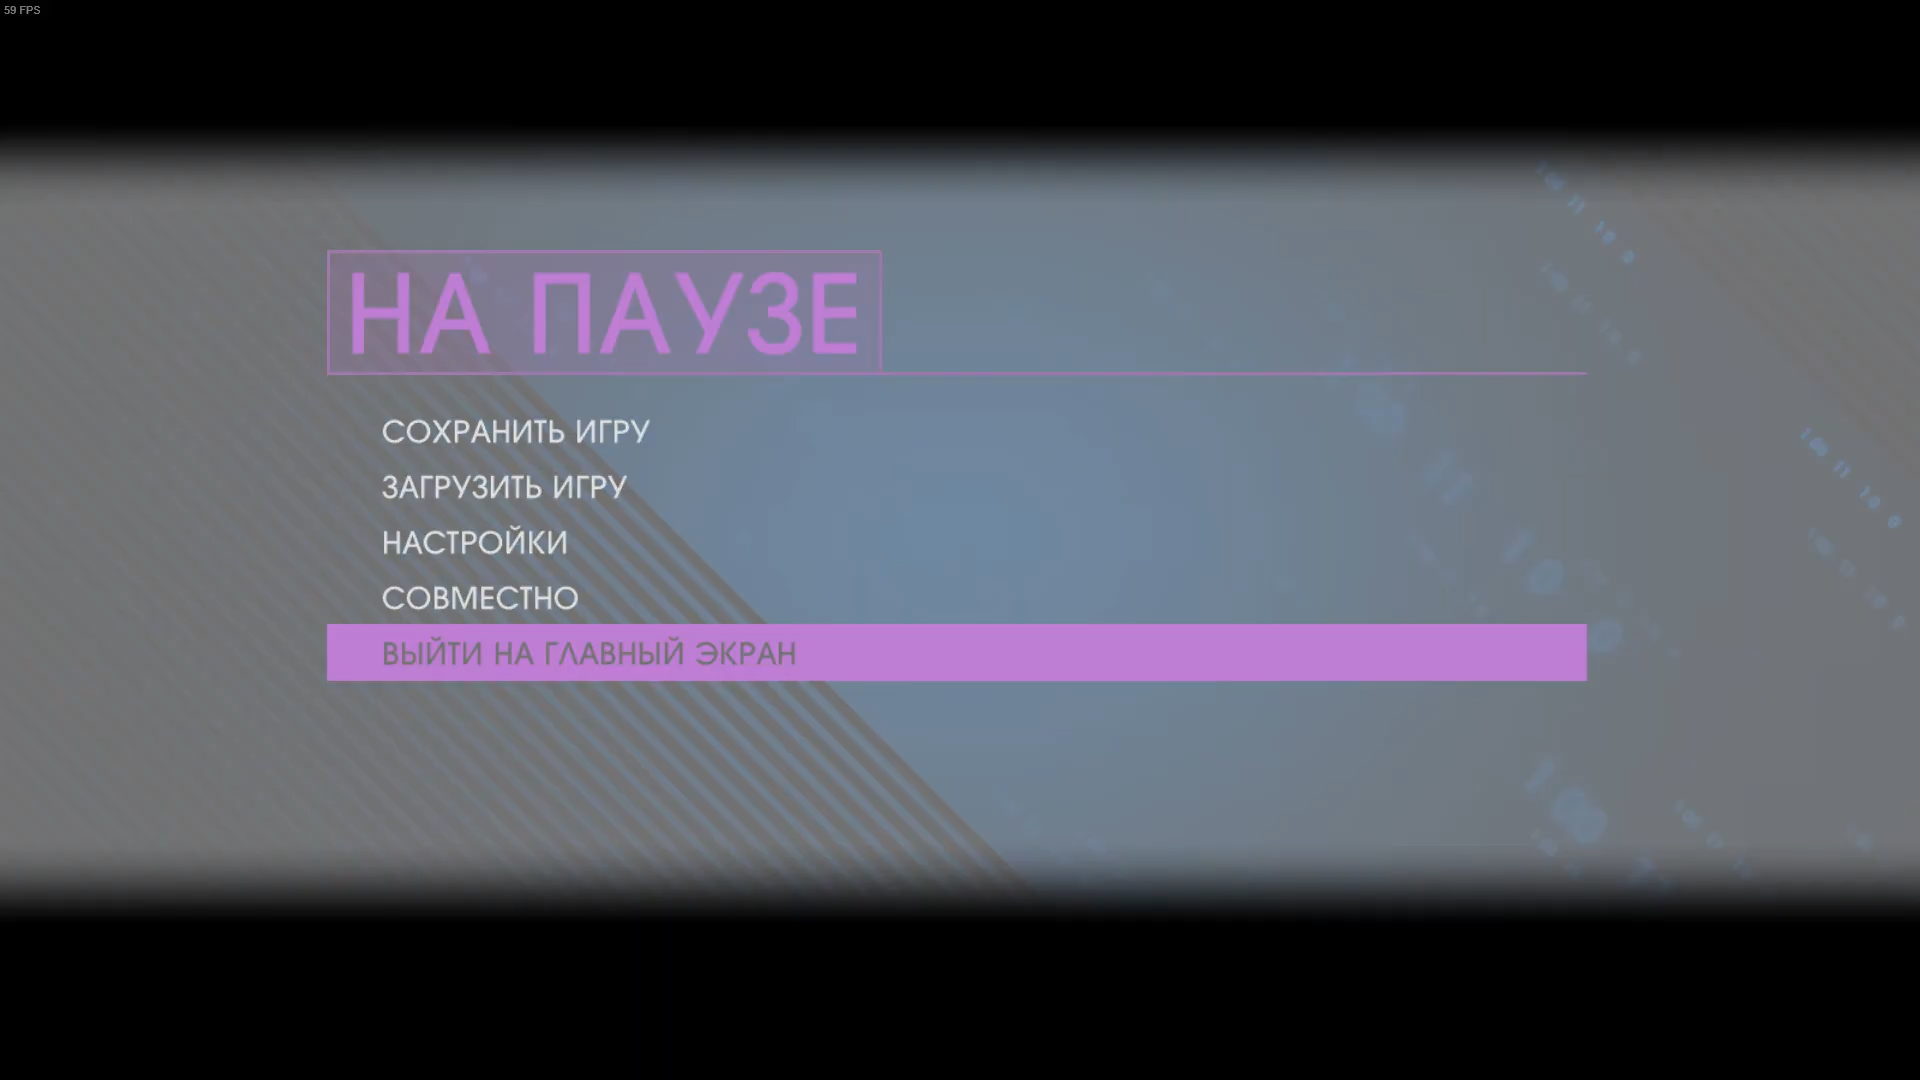 59 FPS
НА ПАУЗЕ
СОХРАНИТЬ ИГРУ
ЗАГРУЗИТЬ ИГРУ
НАСТРОЙКИ
СОВМЕСТНО
ВЫЙТИ НА ГЛАВНЫЙ ЭКРАН